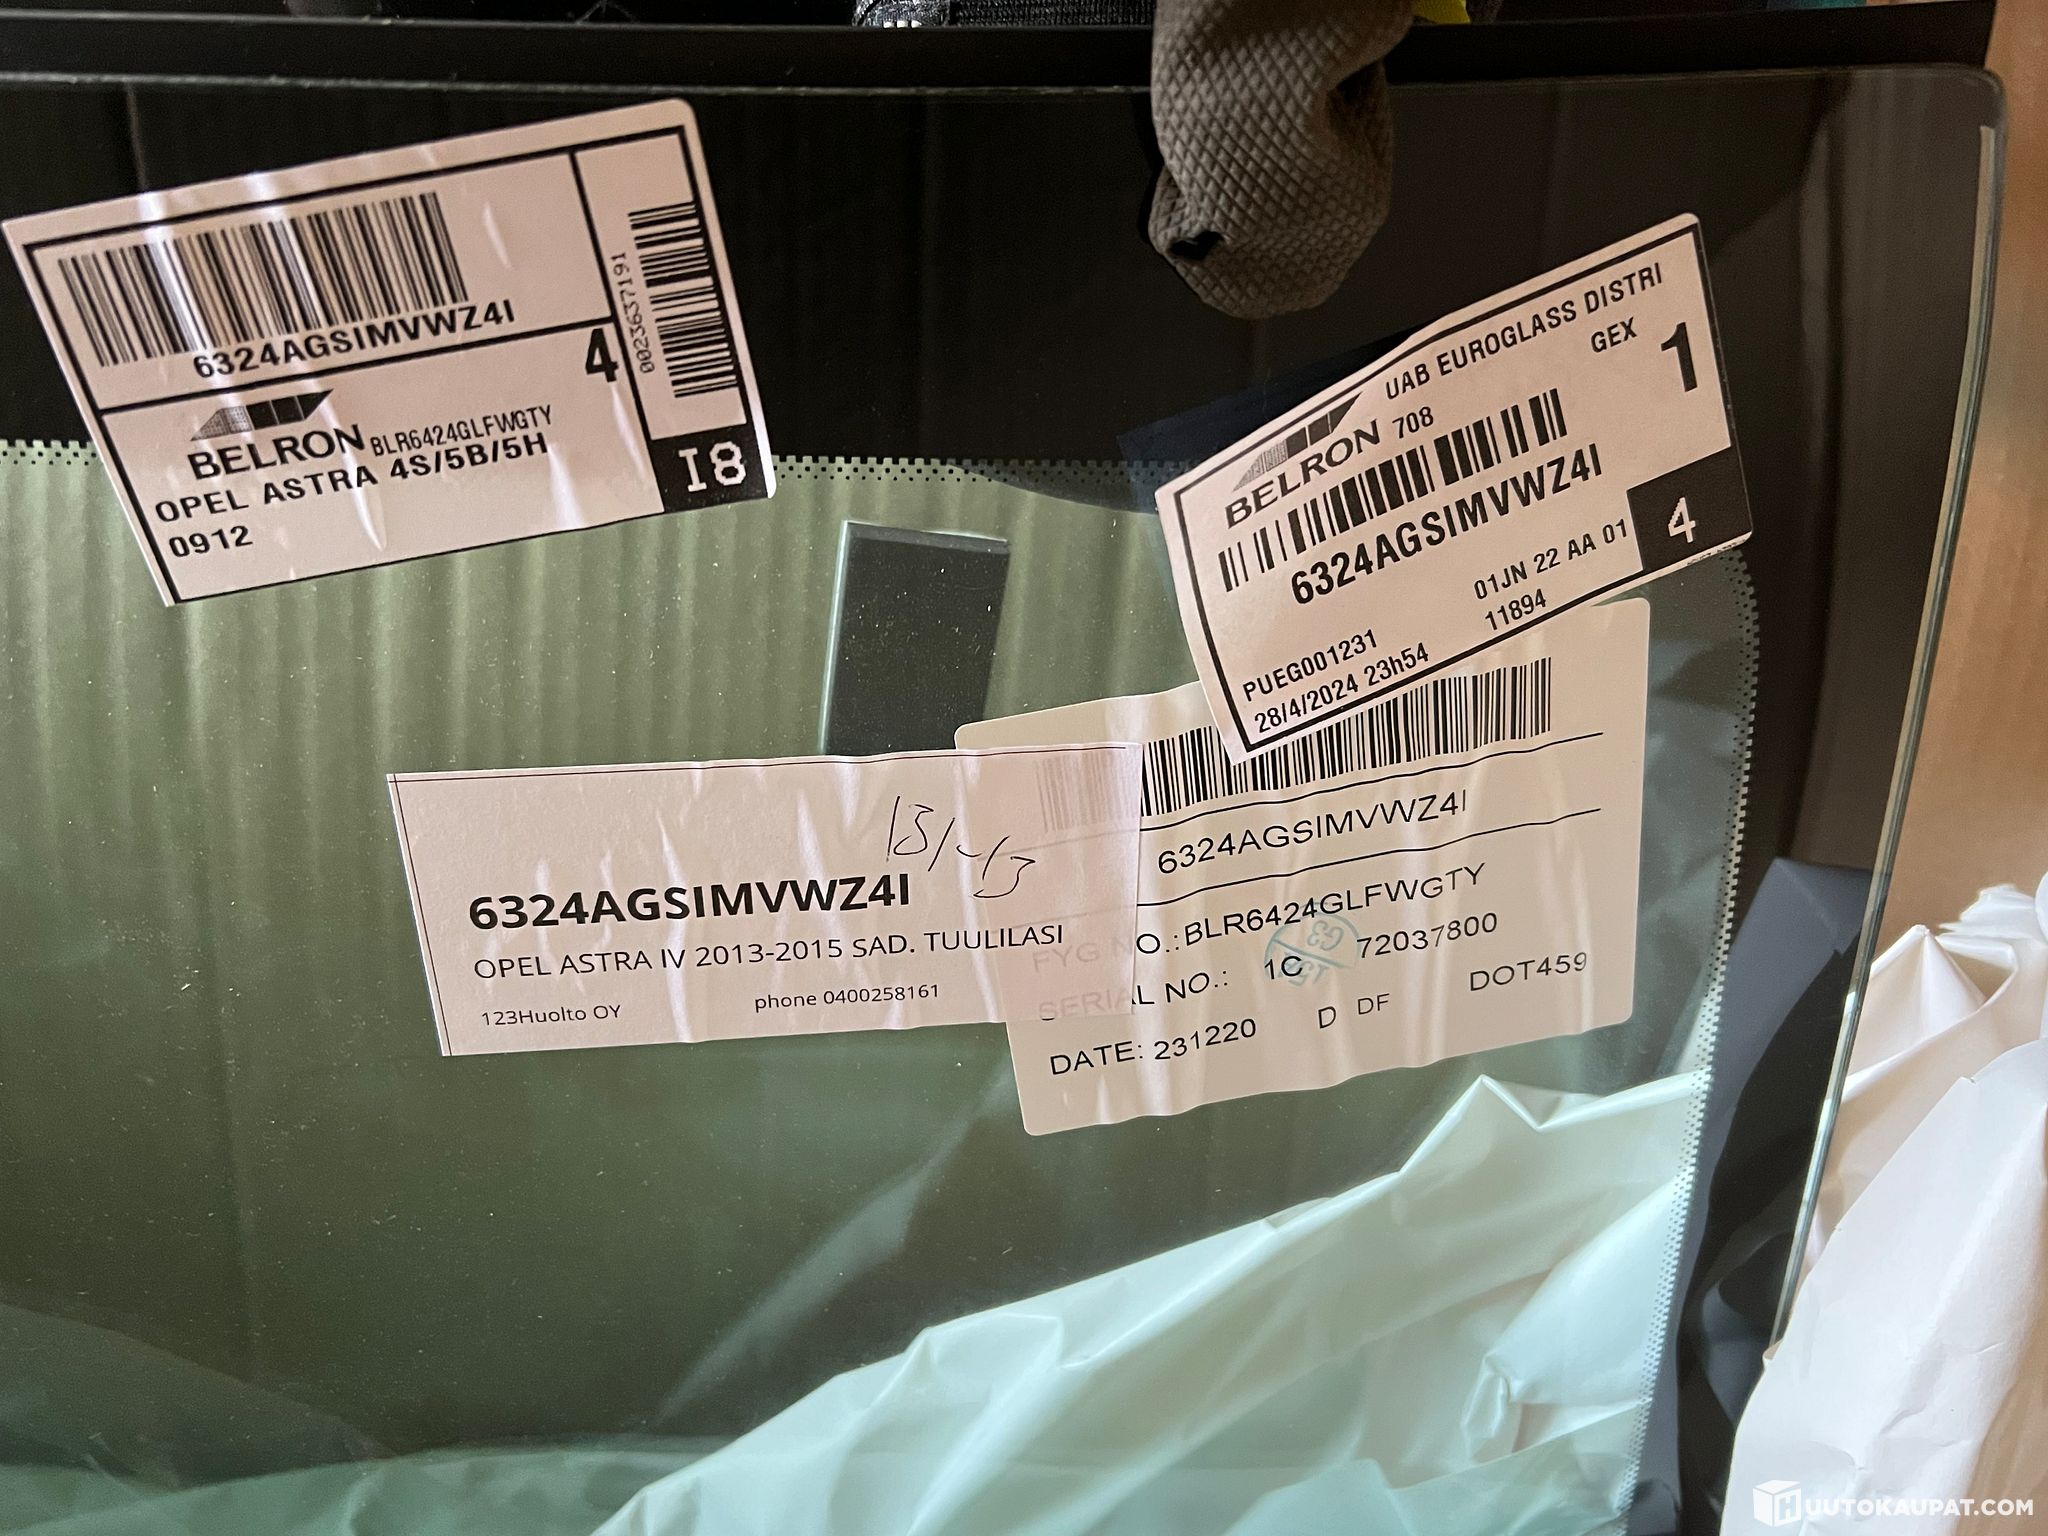 6324AGSIMVWZ4I
BELRON BLR6424GLFWGTY
OPEL ASTRA 4S/5B/5H
0912
4
0023637191
I8
UAB EUROGLASS DISTRI
GEX
1
BELRON 708
6324AGSIMVWZ4I
4
01JN 22 AA 01
11894
PUEG001231
28/4/2024 23h54
6324AGSIMVWZ4I
OPEL ASTRA IV 2013-2015 SAD. TUULILASI
123Huolto OY phone 0400258161
6324AGSIMVWZ4I
FYG NO.:BLR6424GLFWGTY
SERIAL NO.: 1C 72037800
DATE: 231220 D DF DOT459
HUUTOKAUPAT.COM